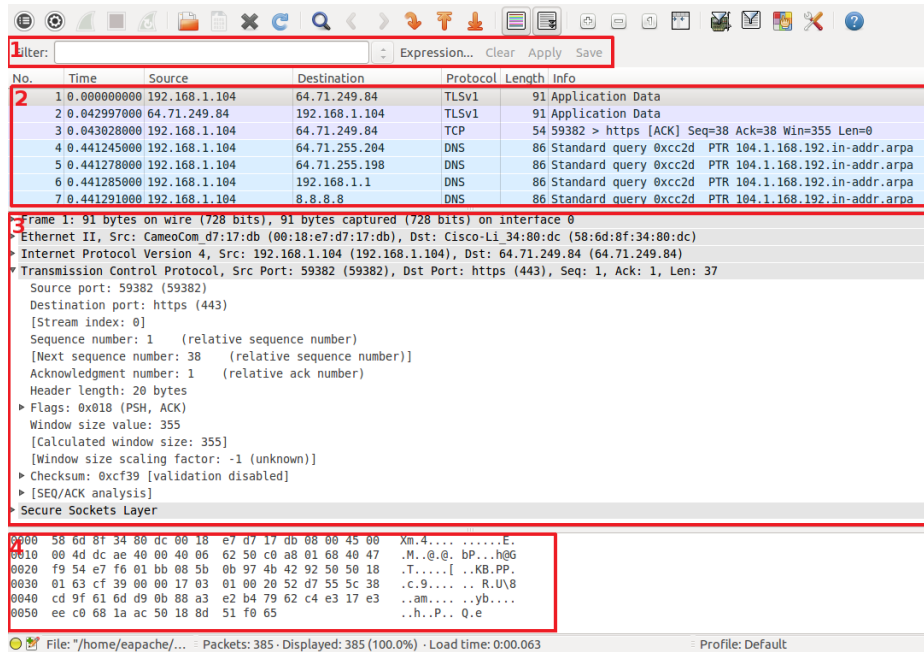 1
Filter: Expression... Clear Apply Save
No. Time Source Destination Protocol Length Info
2
1 0.000000000 192.168.1.104 64.71.249.84 TLSv1 91 Application Data
2 0.042997000 64.71.249.84 192.168.1.104 TLSv1 91 Application Data
3 0.043028000 192.168.1.104 64.71.249.84 TCP 54 59382 > https [ACK] Seq=38 Ack=38 Win=355 Len=0
4 0.441245000 192.168.1.104 64.71.255.204 DNS 86 Standard query 0xcc2d PTR 104.1.168.192.in-addr.arpa
5 0.441278000 192.168.1.104 64.71.255.198 DNS 86 Standard query 0xcc2d PTR 104.1.168.192.in-addr.arpa
6 0.441285000 192.168.1.104 192.168.1.1 DNS 86 Standard query 0xcc2d PTR 104.1.168.192.in-addr.arpa
7 0.441291000 192.168.1.104 8.8.8.8 DNS 86 Standard query 0xcc2d PTR 104.1.168.192.in-addr.arpa
3
Frame 1: 91 bytes on wire (728 bits), 91 bytes captured (728 bits) on interface 0
Ethernet II, Src: CameoCom_d7:17:db (00:18:e7:d7:17:db), Dst: Cisco-Li_34:80:dc (58:6d:8f:34:80:dc)
Internet Protocol Version 4, Src: 192.168.1.104 (192.168.1.104), Dst: 64.71.249.84 (64.71.249.84)
Transmission Control Protocol, Src Port: 59382 (59382), Dst Port: https (443), Seq: 1, Ack: 1, Len: 37
Source port: 59382 (59382)
Destination port: https (443)
[Stream index: 0]
Sequence number: 1 (relative sequence number)
[Next sequence number: 38 (relative sequence number)]
Acknowledgment number: 1 (relative ack number)
Header length: 20 bytes
Flags: 0x018 (PSH, ACK)
Window size value: 355
[Calculated window size: 355]
[Window size scaling factor: -1 (unknown)]
Checksum: 0xcf39 [validation disabled]
[SEQ/ACK analysis]
Secure Sockets Layer
4
0000 58 6d 8f 34 80 dc 00 18 e7 d7 17 db 08 00 45 00 Xm.4.... ......E.
0010 00 4d dc ae 40 00 40 06 62 50 c0 a8 01 68 40 47 .M..@.@. bP...h@G
0020 f9 54 e7 f6 01 bb 08 5b 0b 97 4b 42 92 50 50 18 .T.....[ ..KB.PP.
0030 01 63 cf 39 00 00 17 03 01 00 20 52 d7 55 5c 38 .c.9.... .. R.U\8
0040 cd 9f 61 6d d9 0b 88 a3 e2 b4 79 62 c4 e3 17 e3 ..am.... ..yb....
0050 ee c0 68 1a ac 50 18 8d 51 f0 65 ..h..P.. Q.e
File: "/home/eapache/... Packets: 385 · Displayed: 385 (100.0%) · Load time: 0:00.063 Profile: Default